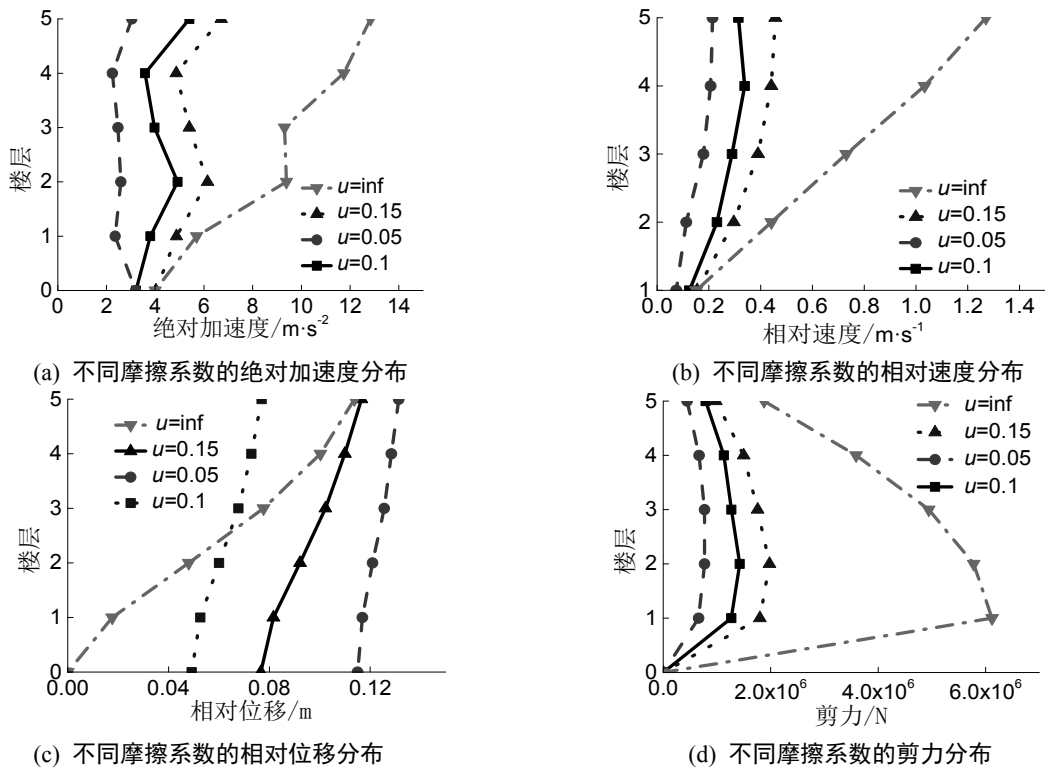 5
4
3
2
1
0
楼层
u=inf
u=0.15
u=0.05
u=0.1
0 2 4 6 8 10 12 14
绝对加速度/m·s⁻²
(a) 不同摩擦系数的绝对加速度分布
5
4
3
2
1
楼层
u=inf
u=0.15
u=0.05
u=0.1
0.0 0.2 0.4 0.6 0.8 1.0 1.2 1.4
相对速度/m·s⁻¹
(b) 不同摩擦系数的相对速度分布
5
4
3
2
1
0
楼层
u=inf
u=0.15
u=0.05
u=0.1
0.00 0.04 0.08 0.12
相对位移/m
(c) 不同摩擦系数的相对位移分布
5
4
3
2
1
0
楼层
u=inf
u=0.15
u=0.05
u=0.1
0.0 2.0x10⁶ 4.0x10⁶ 6.0x10⁶
剪力/N
(d) 不同摩擦系数的剪力分布